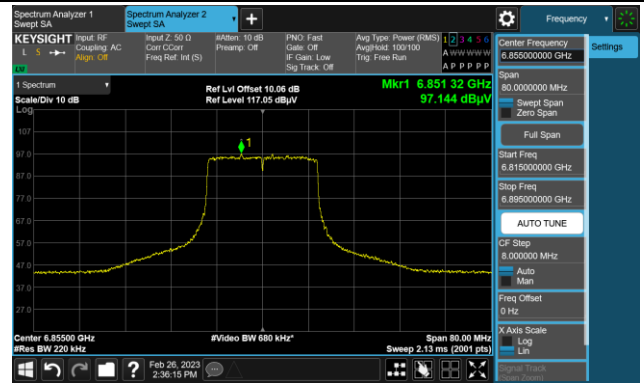 Spectrum Analyzer 1
Swept SA
Spectrum Analyzer 2
Swept SA
Frequency
KEYSIGHT
L S
DIF
Input: RF
Coupling: AC
Align: Off
Input Z: 50 Ω
Corr CCorr
Freq Ref: Int (S)
#Atten: 10 dB
Preamp: Off
PNO: Fast
Gate: Off
IF Gain: Low
Sig Track: Off
Avg Type: Power (RMS)
Avg|Hold: 100/100
Trig: Free Run
1 2 3 4 5 6
A W W W W W
A P P P P P
1 Spectrum
Scale/Div 10 dB
Log
Ref Lvl Offset 10.06 dB
Ref Level 117.05 dBµV
Mkr1 6.851 32 GHz
97.144 dBµV
1
107
97.0
87.0
77.0
67.0
57.0
47.0
37.0
27.0
Center 6.85500 GHz
#Res BW 220 kHz
#Video BW 680 kHz*
Span 80.00 MHz
Sweep 2.13 ms (2001 pts)
Feb 26, 2023
2:36:15 PM
?
Settings
Center Frequency
6.855000000 GHz
Span
80.0000000 MHz
Swept Span
Zero Span
Full Span
Start Freq
6.815000000 GHz
Stop Freq
6.895000000 GHz
AUTO TUNE
CF Step
8.000000 MHz
Auto
Man
Freq Offset
0 Hz
X Axis Scale
Log
Lin
Signal Track
(Span Zoom)